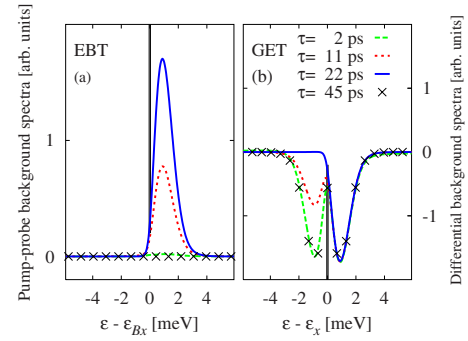 Pump-probe background spectra [arb. units]
EBT
(a)
1
0
-4 -2 0 2 4
ε - ε_Bx [meV]
GET
(b)
τ= 2 ps
τ= 11 ps
τ= 22 ps
τ= 45 ps
1
0
-1
-4 -2 0 2 4
ε - ε_x [meV]
Differential background spectra [arb. units]